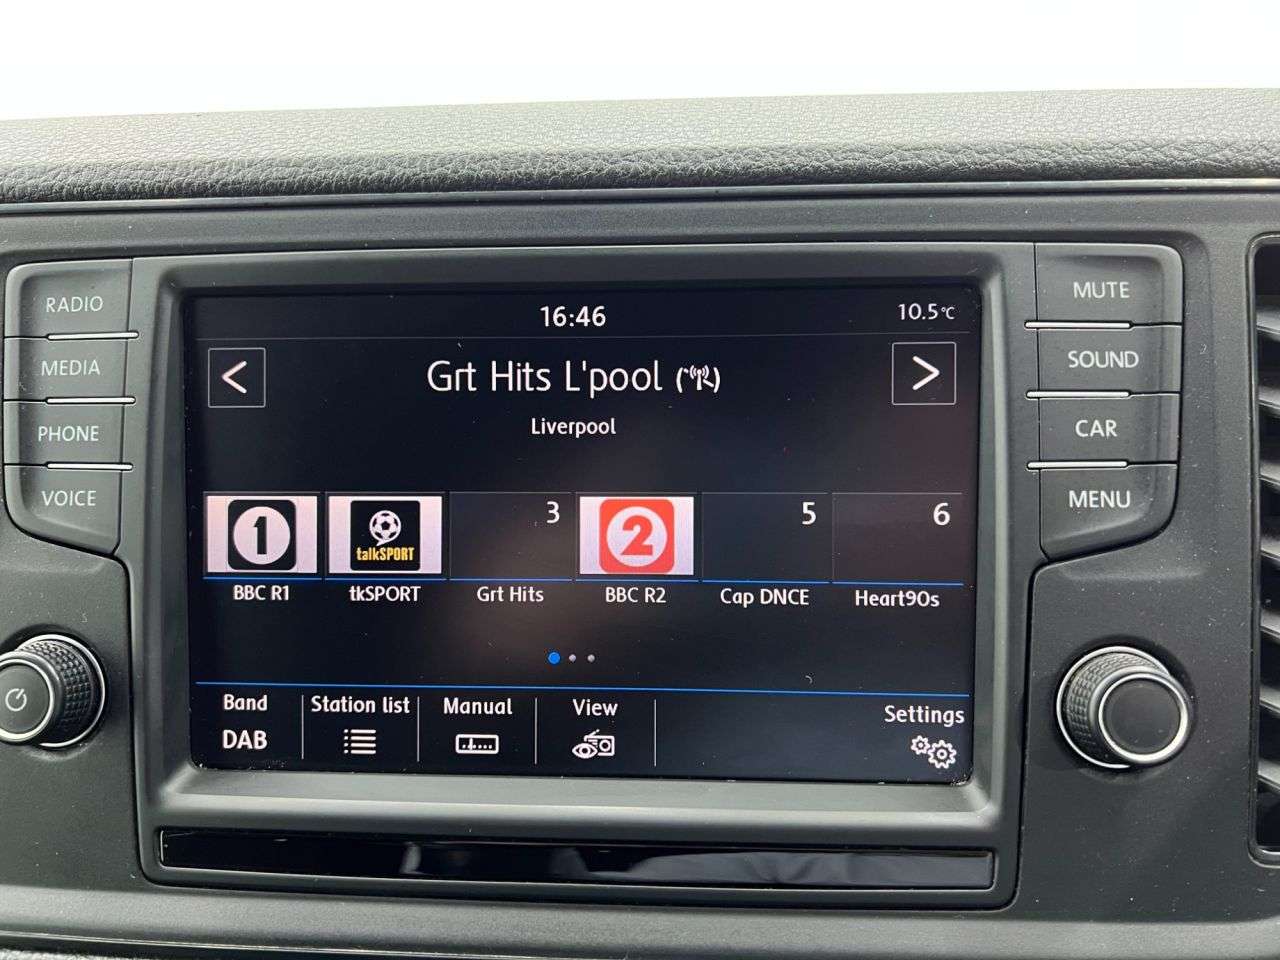 RADIO
MEDIA
PHONE
VOICE
16:46
10.5°C
<
Grt Hits L'pool
>
Liverpool
1
talkSPORT
3
2
5
6
BBC R1
tkSPORT
Grt Hits
BBC R2
Cap DNCE
Heart90s
Band
DAB
Station list
Manual
View
Settings
MUTE
SOUND
CAR
MENU